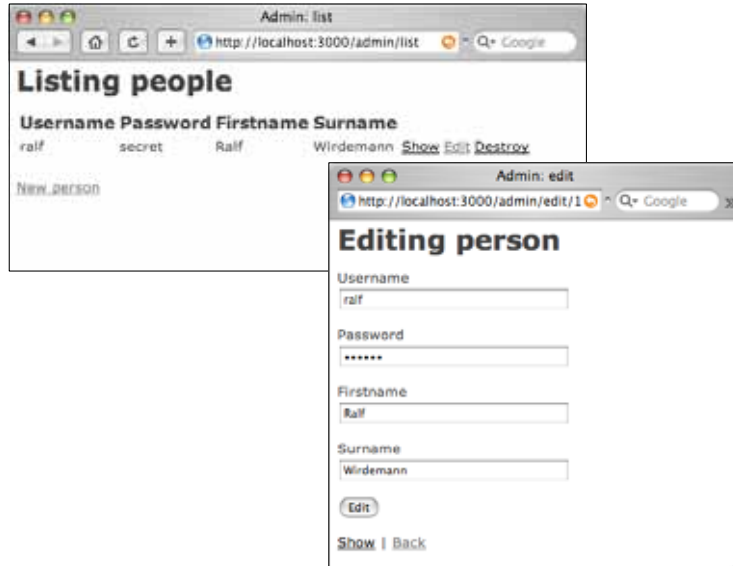 Admin: list
http://localhost:3000/admin/list Google
Listing people
Username Password Firstname Surname
ralf secret Ralf Wirdemann Show Edit Destroy
New person
Admin: edit
http://localhost:3000/admin/edit/1 Google
Editing person
Username
ralf
Password
••••••
Firstname
Ralf
Surname
Wirdemann
Edit
Show | Back